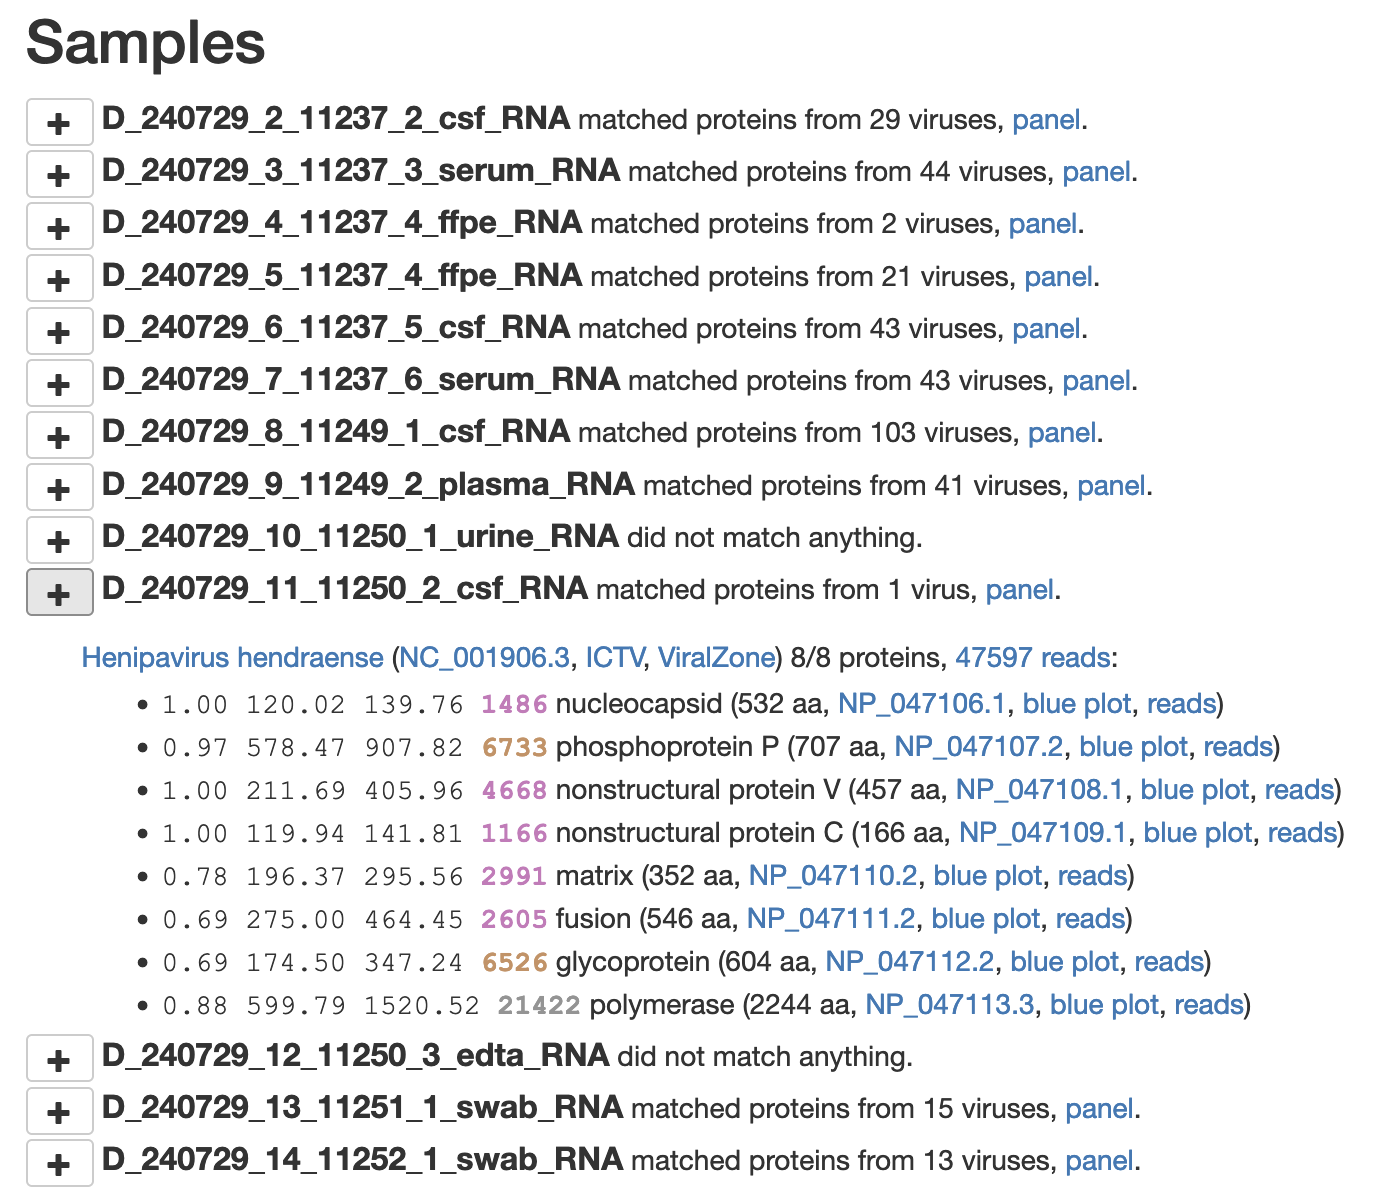 Samples
+ D_240729_2_11237_2_csf_RNA matched proteins from 29 viruses, panel.
+ D_240729_3_11237_3_serum_RNA matched proteins from 44 viruses, panel.
+ D_240729_4_11237_4_ffpe_RNA matched proteins from 2 viruses, panel.
+ D_240729_5_11237_4_ffpe_RNA matched proteins from 21 viruses, panel.
+ D_240729_6_11237_5_csf_RNA matched proteins from 43 viruses, panel.
+ D_240729_7_11237_6_serum_RNA matched proteins from 43 viruses, panel.
+ D_240729_8_11249_1_csf_RNA matched proteins from 103 viruses, panel.
+ D_240729_9_11249_2_plasma_RNA matched proteins from 41 viruses, panel.
+ D_240729_10_11250_1_urine_RNA did not match anything.
+ D_240729_11_11250_2_csf_RNA matched proteins from 1 virus, panel.
Henipavirus hendraense (NC_001906.3, ICTV, ViralZone) 8/8 proteins, 47597 reads:
• 1.00 120.02 139.76 1486 nucleocapsid (532 aa, NP_047106.1, blue plot, reads)
• 0.97 578.47 907.82 6733 phosphoprotein P (707 aa, NP_047107.2, blue plot, reads)
• 1.00 211.69 405.96 4668 nonstructural protein V (457 aa, NP_047108.1, blue plot, reads)
• 1.00 119.94 141.81 1166 nonstructural protein C (166 aa, NP_047109.1, blue plot, reads)
• 0.78 196.37 295.56 2991 matrix (352 aa, NP_047110.2, blue plot, reads)
• 0.69 275.00 464.45 2605 fusion (546 aa, NP_047111.2, blue plot, reads)
• 0.69 174.50 347.24 6526 glycoprotein (604 aa, NP_047112.2, blue plot, reads)
• 0.88 599.79 1520.52 21422 polymerase (2244 aa, NP_047113.3, blue plot, reads)
+ D_240729_12_11250_3_edta_RNA did not match anything.
+ D_240729_13_11251_1_swab_RNA matched proteins from 15 viruses, panel.
+ D_240729_14_11252_1_swab_RNA matched proteins from 13 viruses, panel.